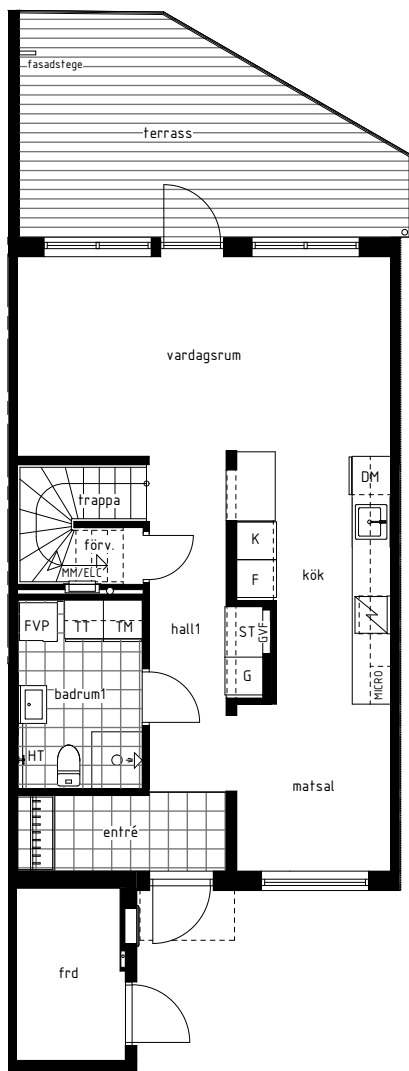 fasadstege
terrass
vardagsrum
DM
trappa
K
förv.
F
kök
MM/ELC
FVP
TT
TM
hall1
ST
GVF
G
badrum1
MICRO
HT
matsal
entré
frd